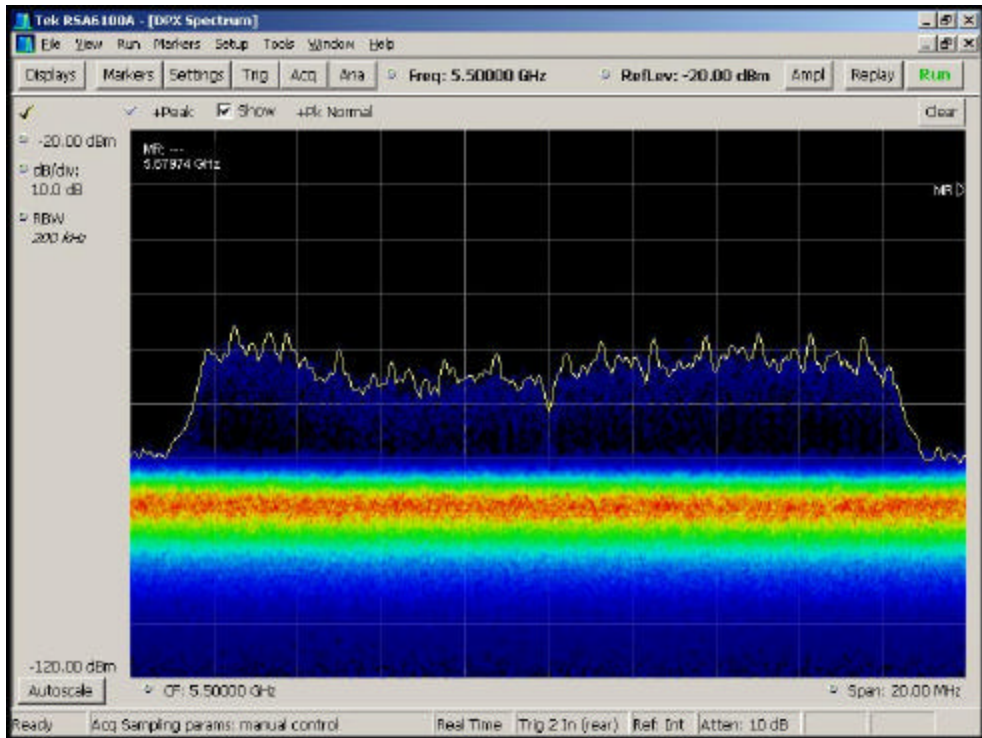 Tek RSA6100A - [DPX Spectrum]
File View Run Markers Setup Tools Window Help
Displays Markers Settings Trig Acq Ana Freq: 5.50000 GHz RefLev: -20.00 dBm Ampl Replay Run
+Peak Show +Pk Normal Clear
-20.00 dBm
dB/div:
10.0 dB
RBW
200 kHz
MR: ---
5.57974 GHz
MR
-120.00 dBm
Autoscale CF: 5.50000 GHz Span: 20.00 MHz
Ready Acq Sampling params: manual control Real Time Trig 2 In (rear) Ref: Int Atten: 10 dB